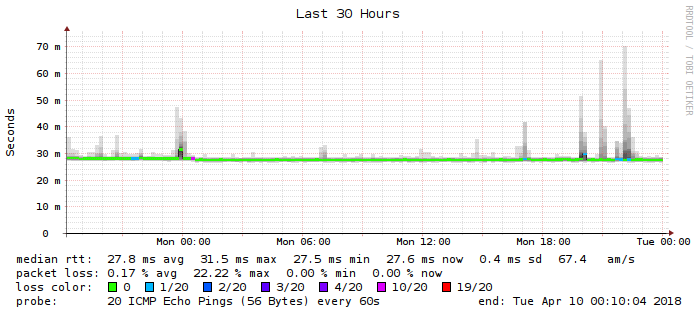 Last 30 Hours
RRDTOOL / TOBI OETIKER
Seconds
70 m
60 m
50 m
40 m
30 m
20 m
10 m
0
Mon 00:00 Mon 06:00 Mon 12:00 Mon 18:00 Tue 00:00
median rtt: 27.8 ms avg 31.5 ms max 27.5 ms min 27.6 ms now 0.4 ms sd 67.4 am/s
packet loss: 0.17 % avg 22.22 % max 0.00 % min 0.00 % now
loss color: 0 1/20 2/20 3/20 4/20 10/20 19/20
probe: 20 ICMP Echo Pings (56 Bytes) every 60s end: Tue Apr 10 00:10:04 2018